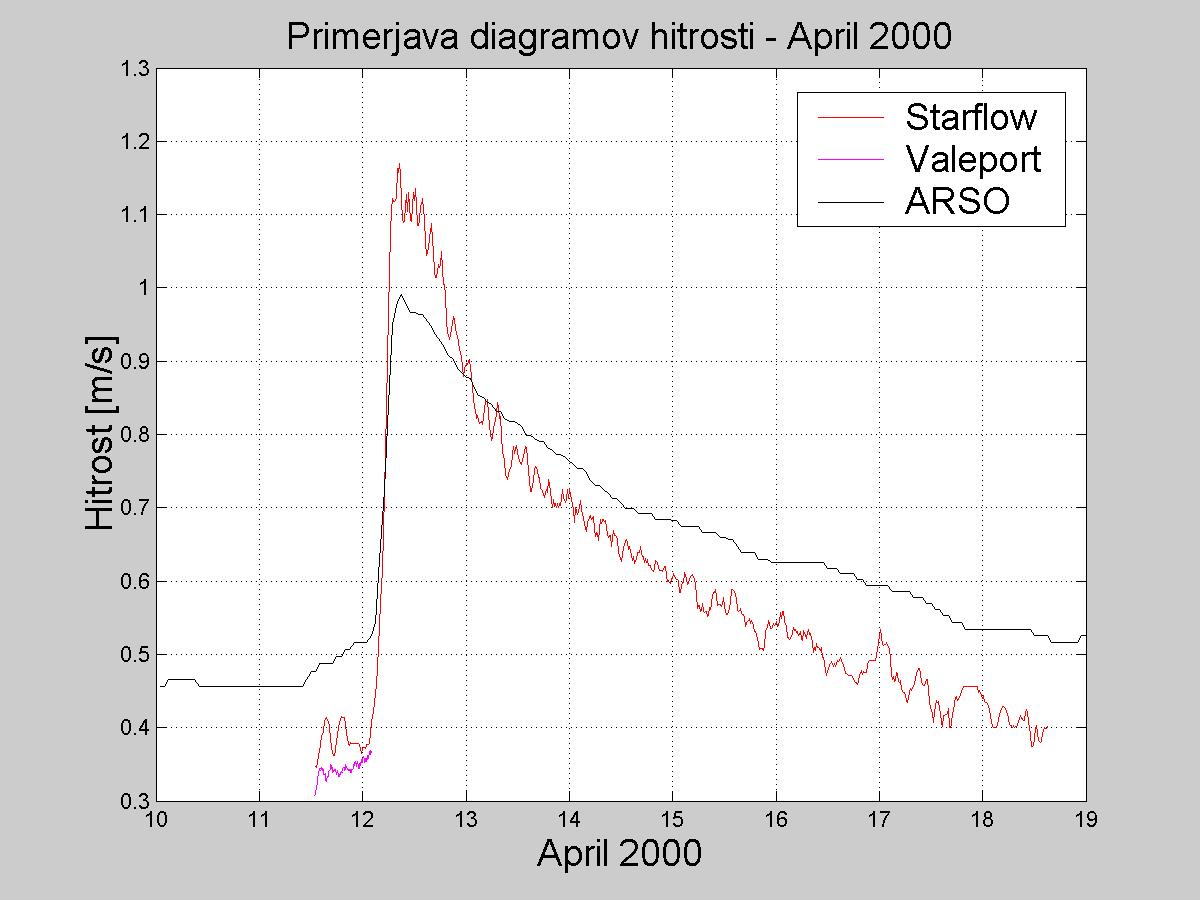 Primerjava diagramov hitrosti - April 2000
Starflow
Valeport
ARSO
Hitrost [m/s]
1.3
1.2
1.1
1
0.9
0.8
0.7
0.6
0.5
0.4
0.3
10 11 12 13 14 15 16 17 18 19
April 2000